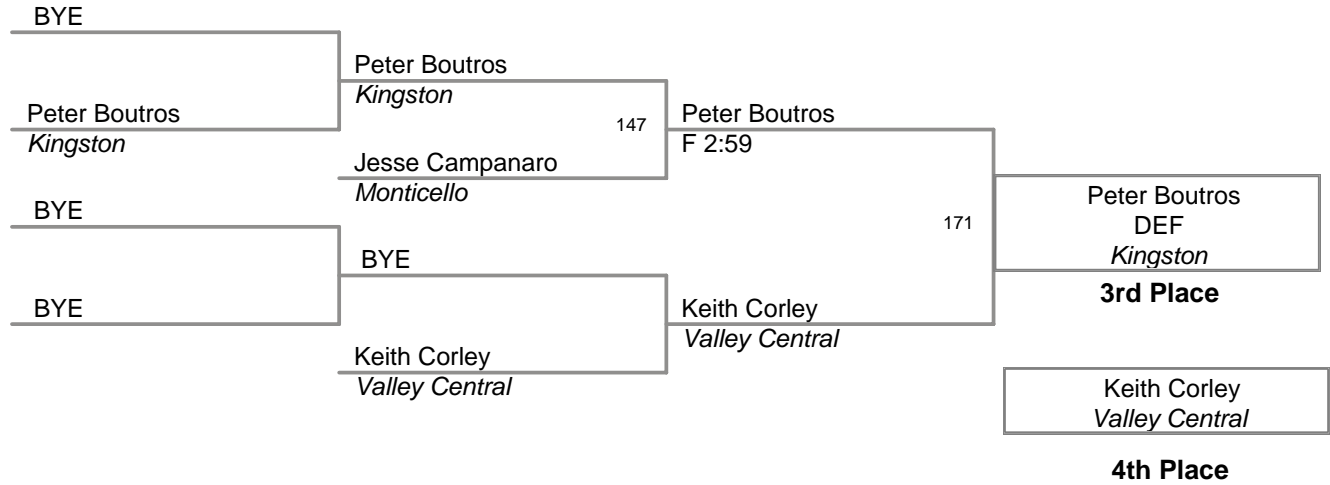 BYE
Peter Boutros
Kingston
Peter Boutros
Kingston
147
Peter Boutros
F 2:59
Jesse Campanaro
Monticello
BYE
171
Peter Boutros
DEF
Kingston
3rd Place
BYE
BYE
Keith Corley
Valley Central
Keith Corley
Valley Central
Keith Corley
Valley Central
4th Place